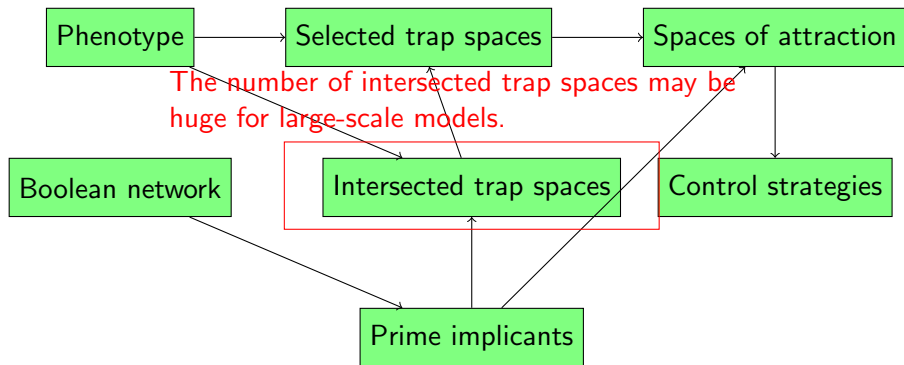 Phenotype
Selected trap spaces
Spaces of attraction
The number of intersected trap spaces may be
huge for large-scale models.
Boolean network
Intersected trap spaces
Control strategies
Prime implicants